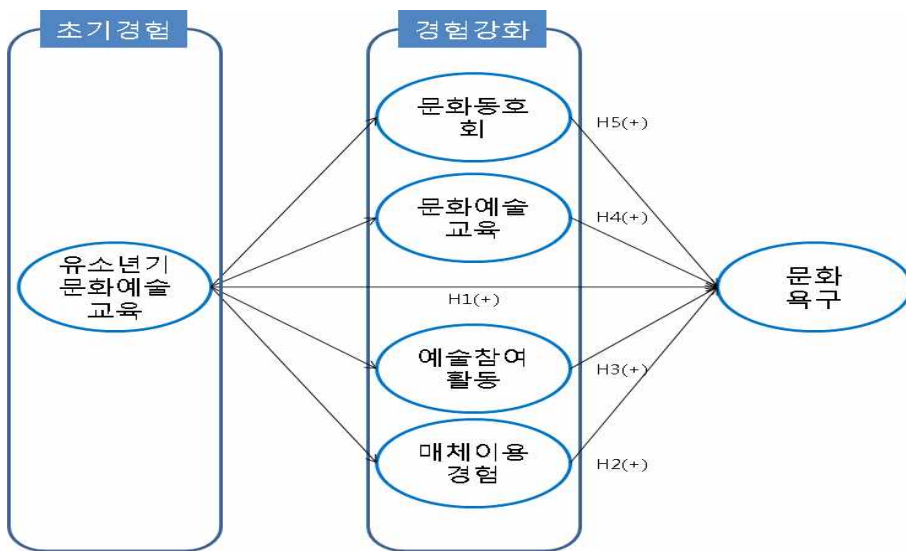 초기경험
경험강화
문화동호
회
H5(+)
문화예술
교육
H4(+)
유소년기
문화예술
교육
H1(+)
문화
욕구
예술참여
활동
H3(+)
매체이용
경험
H2(+)